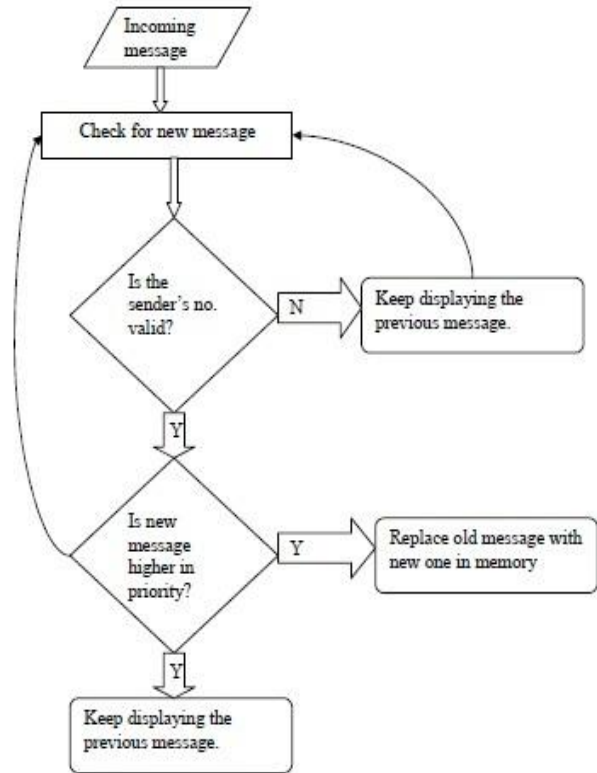 Incoming
message
Check for new message
Is the
sender's no.
valid?
N
Keep displaying the
previous message.
Y
Is new
message
higher in
priority?
Y
Replace old message with
new one in memory
Y
Keep displaying the
previous message.